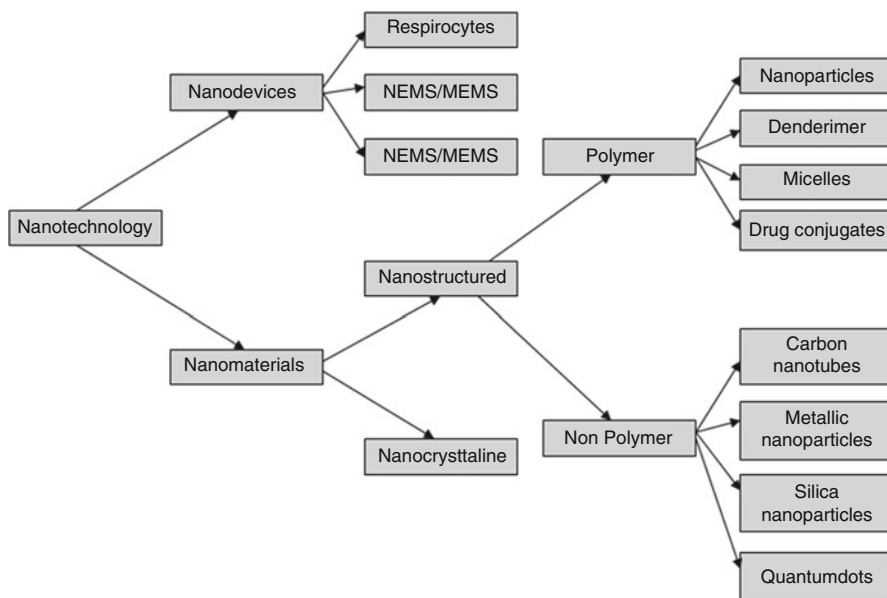 Nanotechnology
Nanodevices
Respirocytes
NEMS/MEMS
NEMS/MEMS
Nanomaterials
Nanostructured
Nanocrysttaline
Polymer
Nanoparticles
Denderimer
Micelles
Drug conjugates
Non Polymer
Carbon
nanotubes
Metallic
nanoparticles
Silica
nanoparticles
Quantumdots